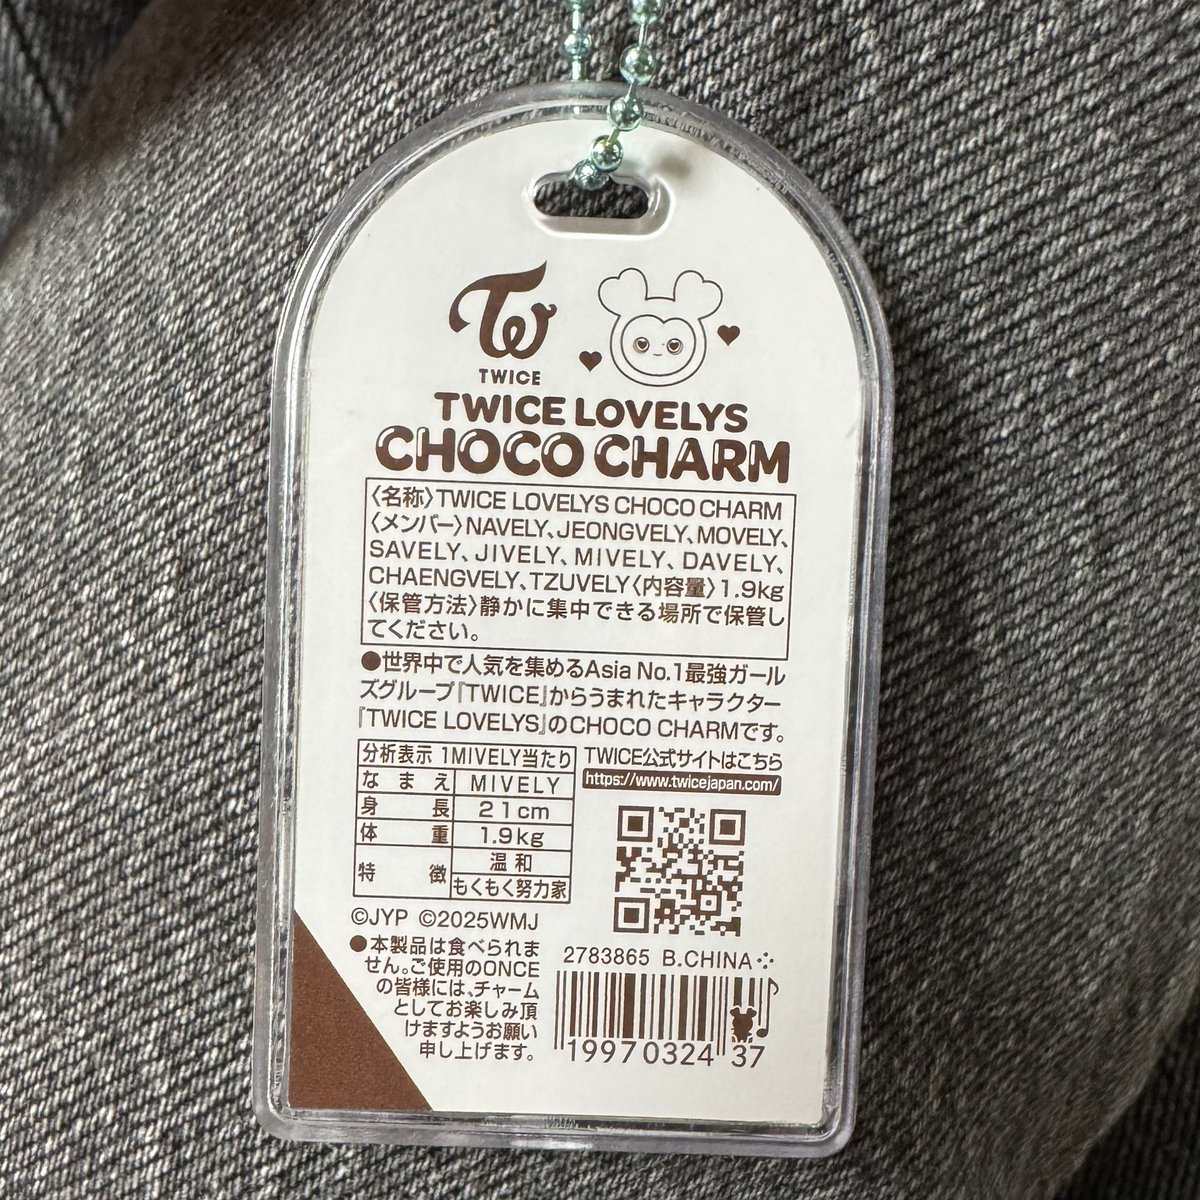 TWICE
TWICE LOVELYS
CHOCO CHARM
〈名称〉TWICE LOVELYS CHOCO CHARM
〈メンバー〉NAVELY、JEONGVELY、MOVELY、
SAVELY、JIVELY、MIVELY、DAVELY、
CHAENGVELY、TZUVELY〈内容量〉1.9kg
〈保管方法〉静かに集中できる場所で保管し
てください。
●世界中で人気を集めるAsia No.1最強ガール
ズグループ『TWICE』からうまれたキャラクター
『TWICE LOVELYS』のCHOCO CHARMです。
分析表示 1MIVELY当たり
なまえ MIVELY
身長 21cm
体重 1.9kg
特徴 温和
もくもく努力家
TWICE公式サイトはこちら
https://www.twicejapan.com/
©JYP ©2025WMJ
●本製品は食べられま
せん。ご使用のONCE
の皆様には、チャーム
としてお楽しみ頂
けますようお願い
申し上げます。
2783865 B.CHINA
19970324 37